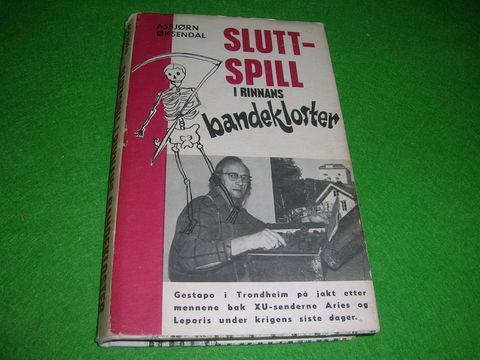 ASBJØRN
ØKSENDAL
SLUTT-
SPILL
I RINNANS
bandekloster
Gestapo i Trondheim på jakt etter
mennene bak XU-senderne Aries og
Leporis under krigens siste dager.